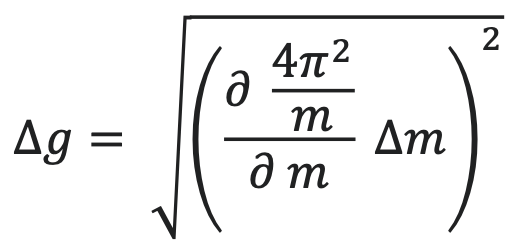 Δg = √((∂ (4π²/m) / ∂ m) Δm)²